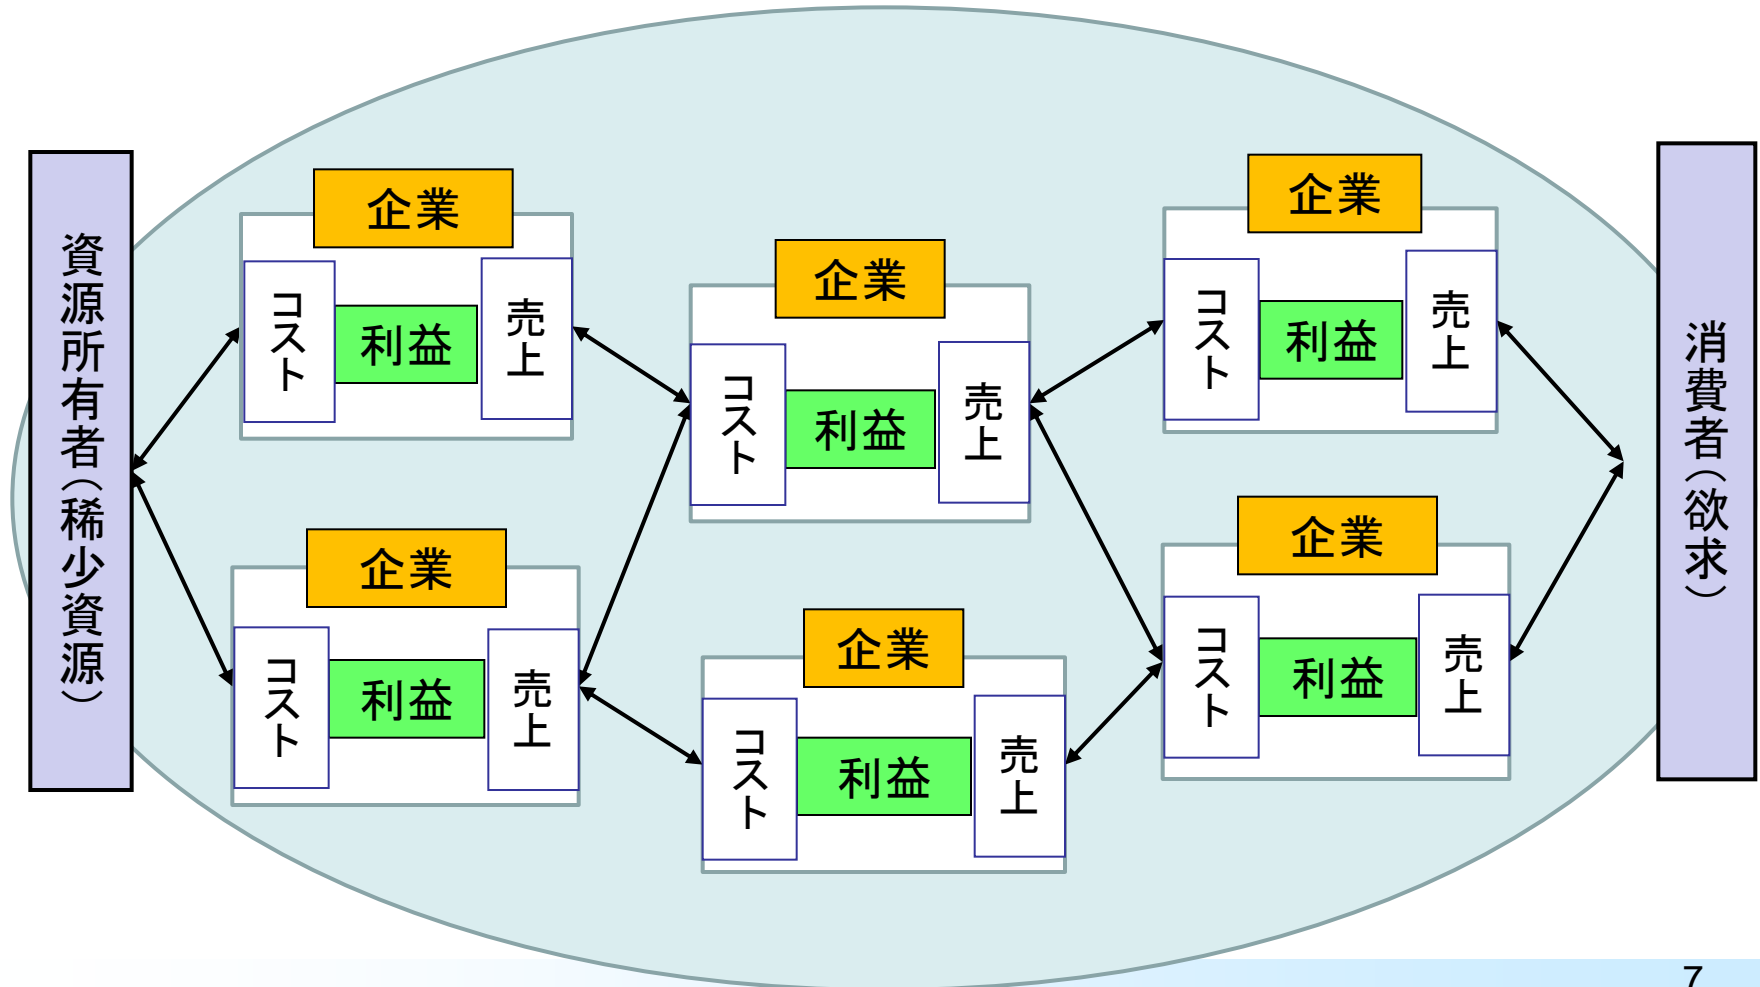 資源所有者（稀少資源）
企業
コスト
利益
売上
企業
コスト
利益
売上
企業
コスト
利益
売上
企業
コスト
利益
売上
企業
コスト
利益
売上
企業
コスト
利益
売上
消費者（欲求）
7